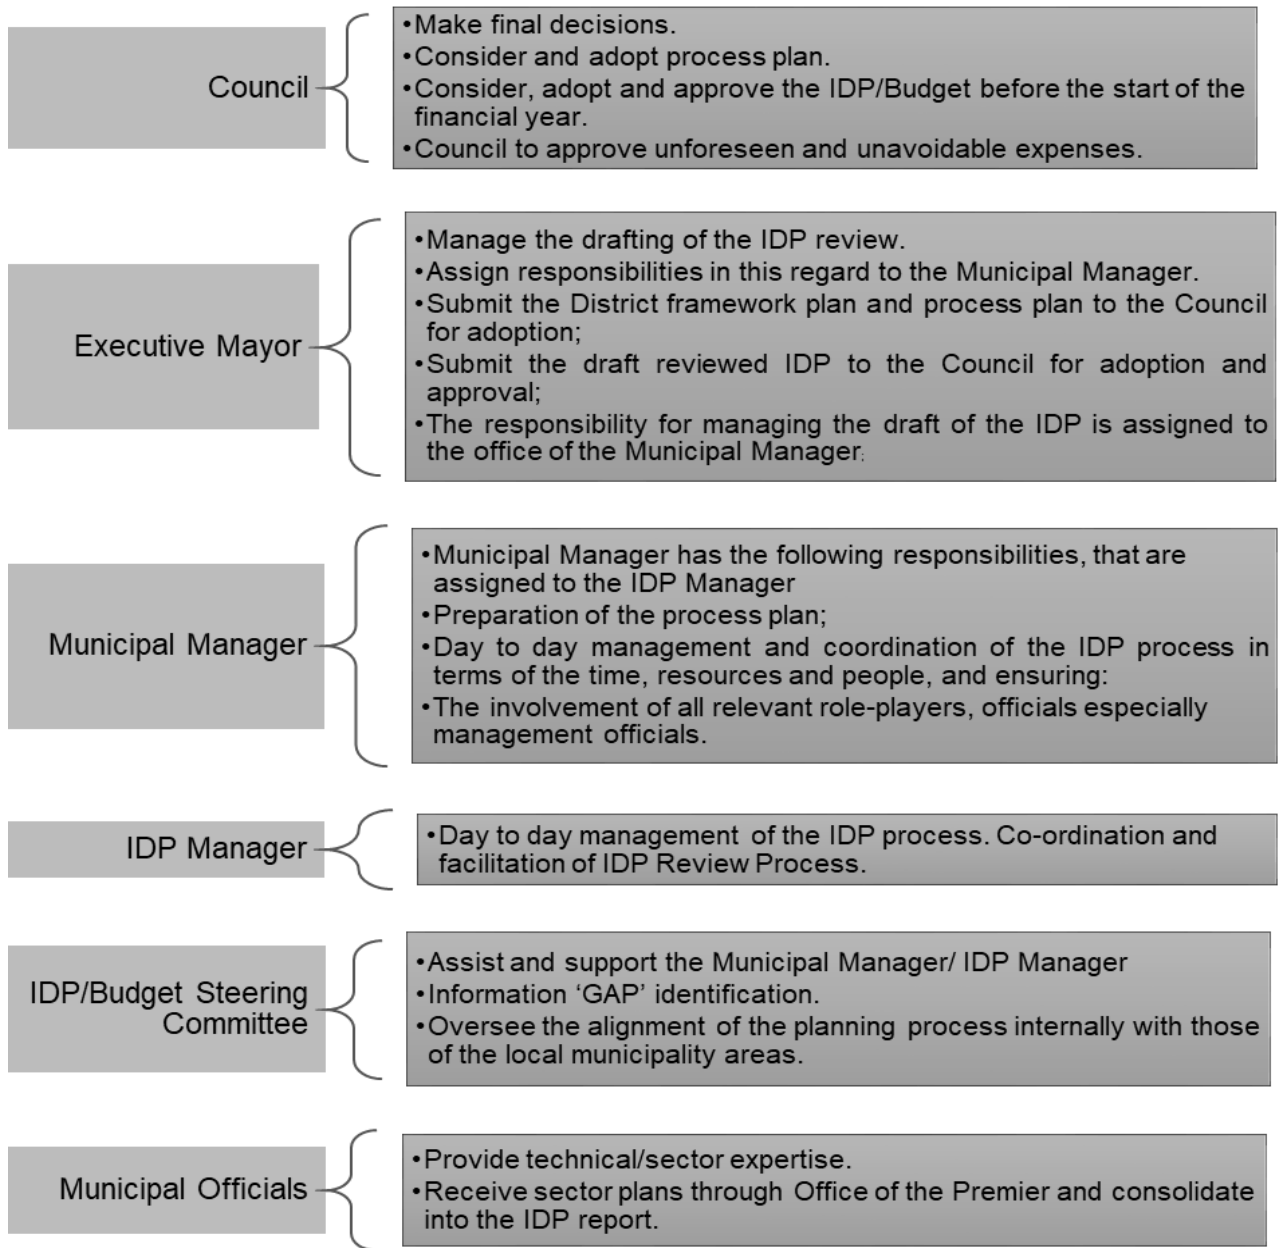 Council
•Make final decisions.
•Consider and adopt process plan.
•Consider, adopt and approve the IDP/Budget before the start of the
financial year.
•Council to approve unforeseen and unavoidable expenses.
Executive Mayor
•Manage the drafting of the IDP review.
•Assign responsibilities in this regard to the Municipal Manager.
•Submit the District framework plan and process plan to the Council
for adoption;
•Submit the draft reviewed IDP to the Council for adoption and
approval;
•The responsibility for managing the draft of the IDP is assigned to
the office of the Municipal Manager;
Municipal Manager
•Municipal Manager has the following responsibilities, that are
assigned to the IDP Manager
•Preparation of the process plan;
•Day to day management and coordination of the IDP process in
terms of the time, resources and people, and ensuring:
•The involvement of all relevant role-players, officials especially
management officials.
IDP Manager
•Day to day management of the IDP process. Co-ordination and
facilitation of IDP Review Process.
IDP/Budget Steering
Committee
•Assist and support the Municipal Manager/ IDP Manager
•Information ‘GAP’ identification.
•Oversee the alignment of the planning process internally with those
of the local municipality areas.
Municipal Officials
•Provide technical/sector expertise.
•Receive sector plans through Office of the Premier and consolidate
into the IDP report.